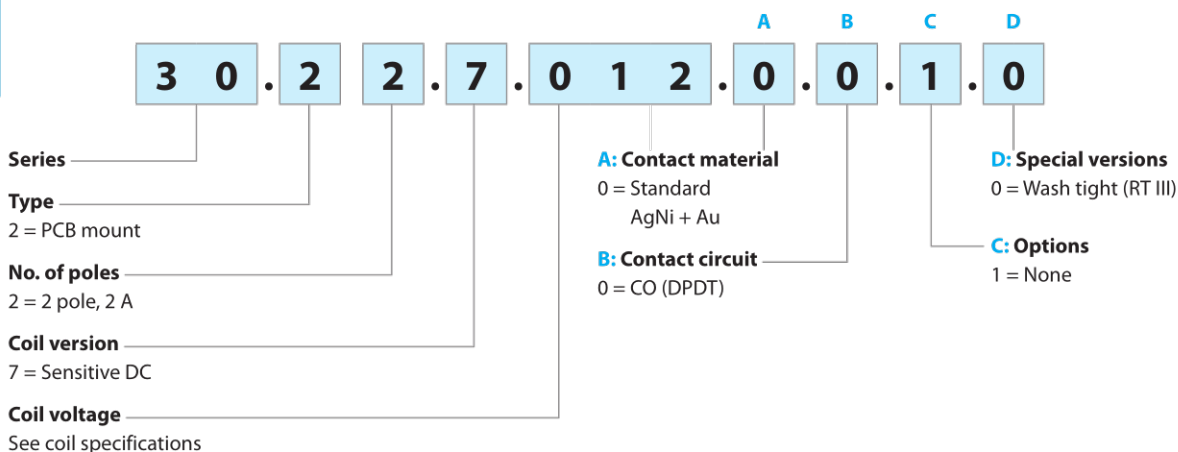 A B C D
3 0 . 2 2 . 7 . 0 1 2 . 0 . 0 . 1 . 0
Series
Type
2 = PCB mount
No. of poles
2 = 2 pole, 2 A
Coil version
7 = Sensitive DC
Coil voltage
See coil specifications
A: Contact material
0 = Standard
AgNi + Au
B: Contact circuit
0 = CO (DPDT)
D: Special versions
0 = Wash tight (RT III)
C: Options
1 = None